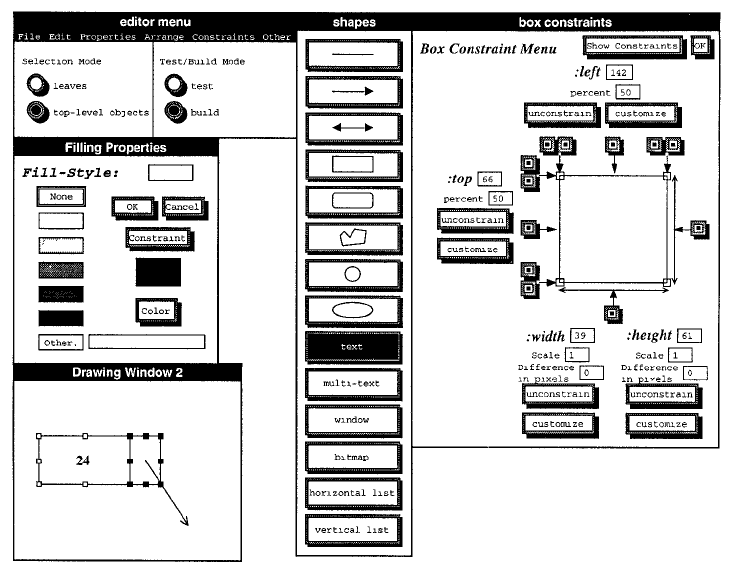 editor menu
File Edit Properties Arrange Constraints Other
Selection Mode
leaves
top-level objects
Test/Build Mode
test
build
Filling Properties
Fill-Style:
None
OK Cancel
Constraint
Color
Other.
Drawing Window 2
24
shapes
text
multi-text
window
bitmap
horizontal list
vertical list
box constraints
Box Constraint Menu
Show Constraints OK
:left 142
percent 50
unconstrain customize
:top 66
percent 50
unconstrain
customize
:width 39
Scale 1
Difference
in pixels 0
unconstrain
customize
:height 61
Scale 1
Difference
in pixels 0
unconstrain
customize